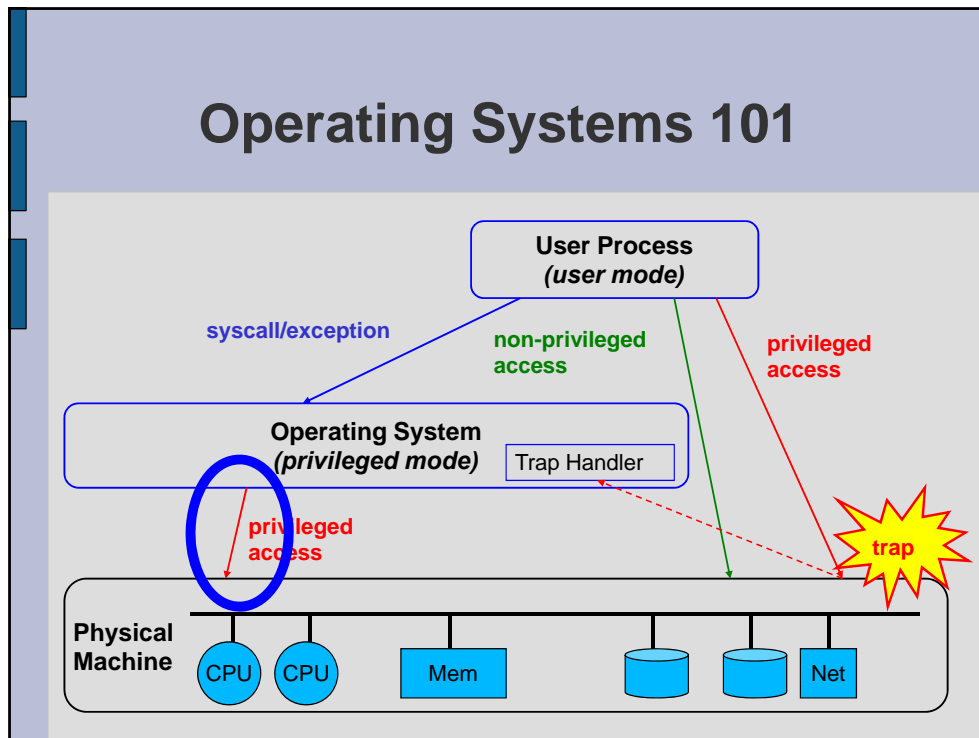 Operating Systems 101
User Process
(user mode)
syscall/exception
non-privileged
access
privileged
access
Operating System
(privileged mode)
Trap Handler
privileged
access
trap
Physical
Machine
CPU
CPU
Mem
Net